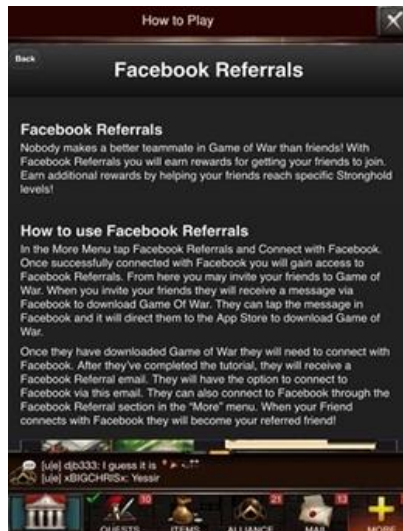 How to Play
Back
Facebook Referrals
Facebook Referrals
Nobody makes a better teammate in Game of War than friends! With
Facebook Referrals you will earn rewards for getting your friends to join.
Earn additional rewards by helping your friends reach specific Stronghold
levels!
How to use Facebook Referrals
In the More Menu tap Facebook Referrals and Connect with Facebook.
Once successfully connected with Facebook you will gain access to
Facebook Referrals. From here you may invite your friends to Game of
War. When you invite your friends they will receive a message via
Facebook to download Game Of War. They can tap the message in
Facebook and it will direct them to the App Store to download Game of
War.
Once they have downloaded Game of War they will need to connect with
Facebook. After they've completed the tutorial, they will receive a
Facebook Referral email. They will have the option to connect to
Facebook via this email. They can also connect to Facebook through the
Facebook Referral section in the "More" menu. When your Friend
connects with Facebook they will become your referred friend!
[u|e] djb333: I guess it is
[u|e] xBIGCHRISx: Yessir
10 21 13
QUESTS ITEMS ALLIANCE MAIL MORE